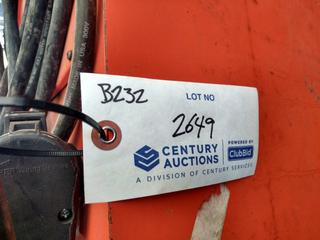 B232
LOT NO
2649
CENTURY
AUCTIONS
POWERED BY
ClubBid
A DIVISION OF CENTURY SERVICES